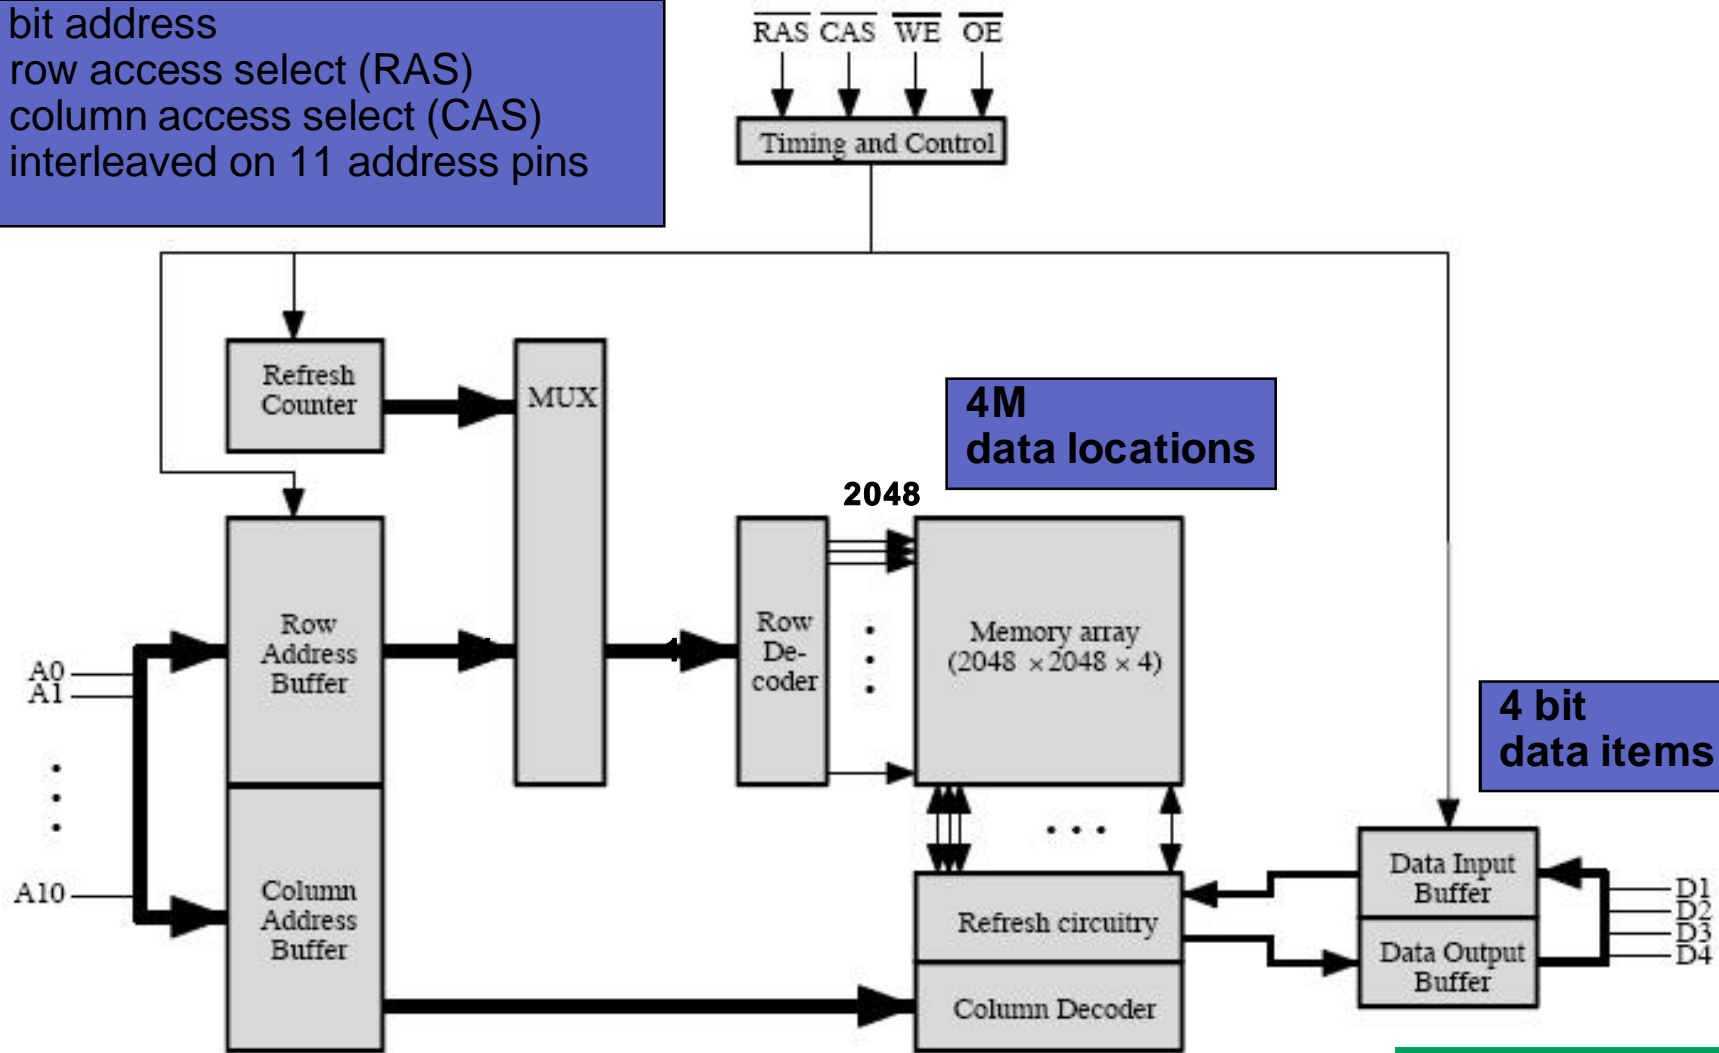 bit address
row access select (RAS)
column access select (CAS)
interleaved on 11 address pins
RAS CAS WE OE
Timing and Control
Refresh
Counter
MUX
4M
data locations
2048
Row
Address
Buffer
Row
De-
coder
Memory array
(2048 × 2048 × 4)
A0
A1
A10
4 bit
data items
Column
Address
Buffer
Refresh circuitry
Column Decoder
Data Input
Buffer
Data Output
Buffer
D1
D2
D3
D4